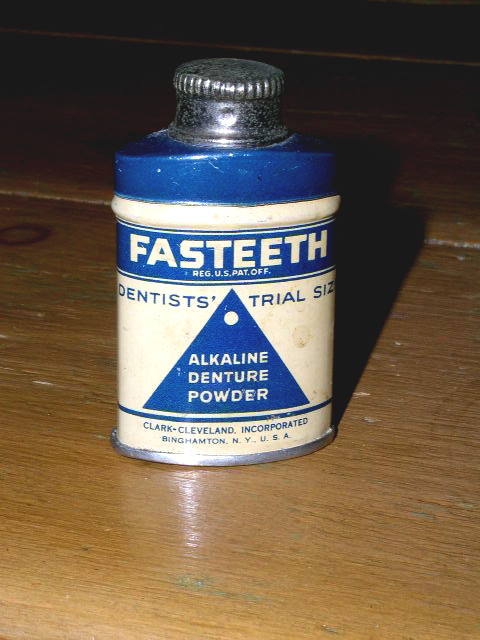 FASTEETH
REG. U.S. PAT. OFF.
DENTISTS' TRIAL SIZ
ALKALINE
DENTURE
POWDER
CLARK-CLEVELAND, INCORPORATED
BINGHAMTON, N. Y., U. S. A.